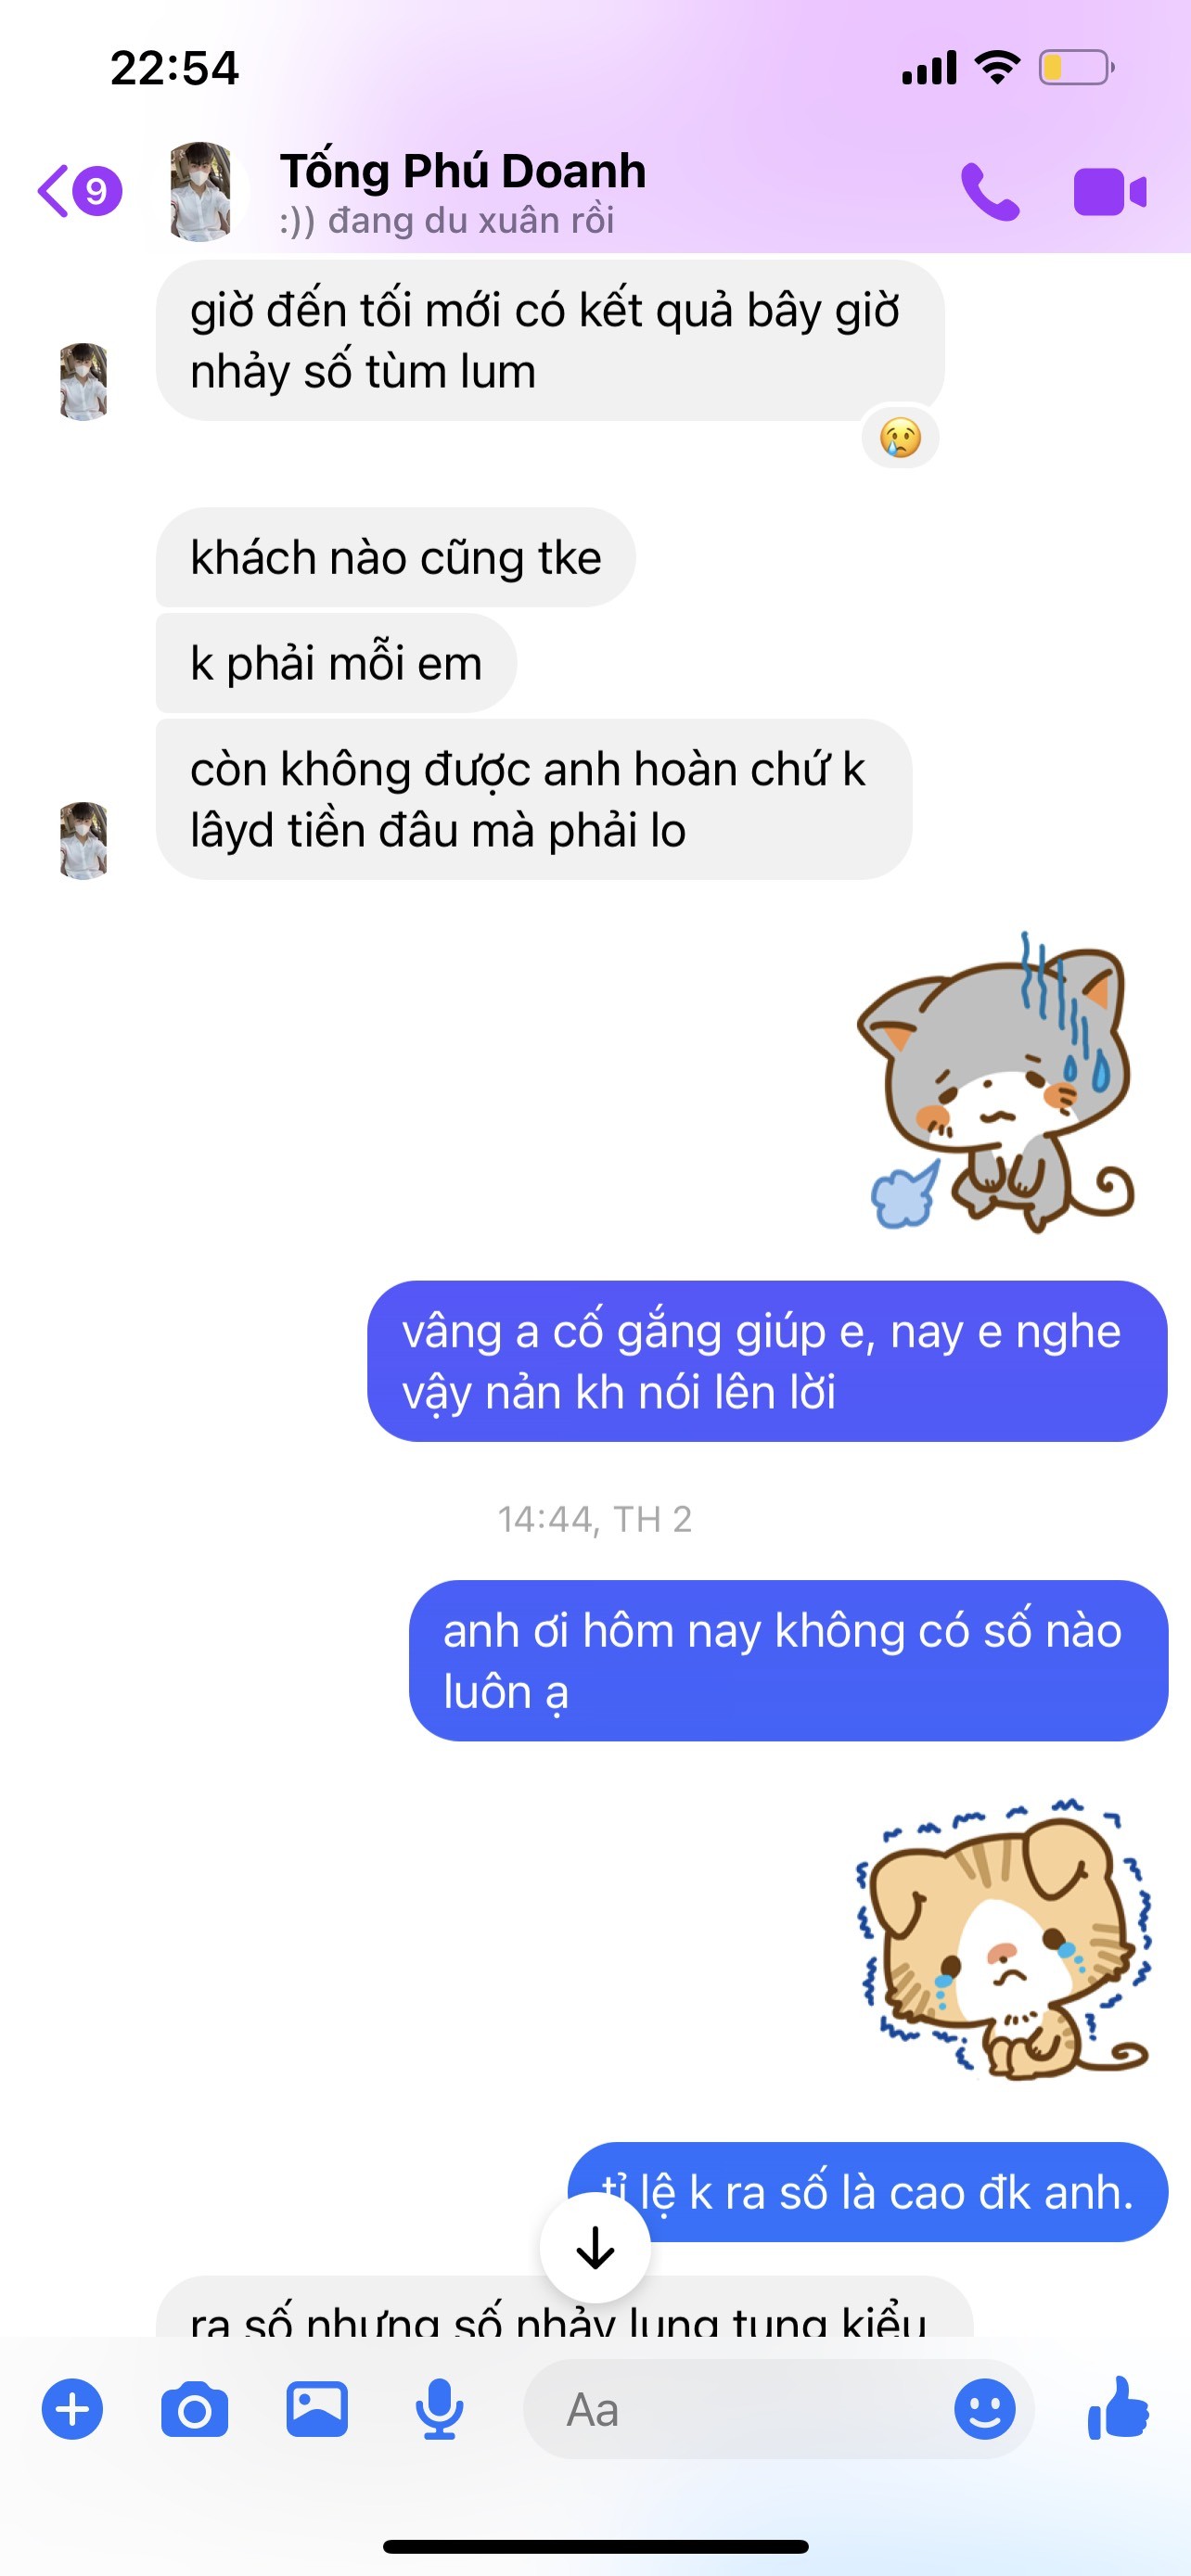 22:54
9
Tống Phú Doanh
:)) đang du xuân rồi
giờ đến tối mới có kết quả bây giờ
nhảy số tùm lum
khách nào cũng tke
k phải mỗi em
còn không được anh hoàn chứ k
lâyd tiền đâu mà phải lo
vâng a cố gắng giúp e, nay e nghe
vậy nản kh nói lên lời
14:44, TH 2
anh ơi hôm nay không có số nào
luôn ạ
tỉ lệ k ra số là cao đk anh.
ra số nhưng số nhảy lung tung kiểu
Aa